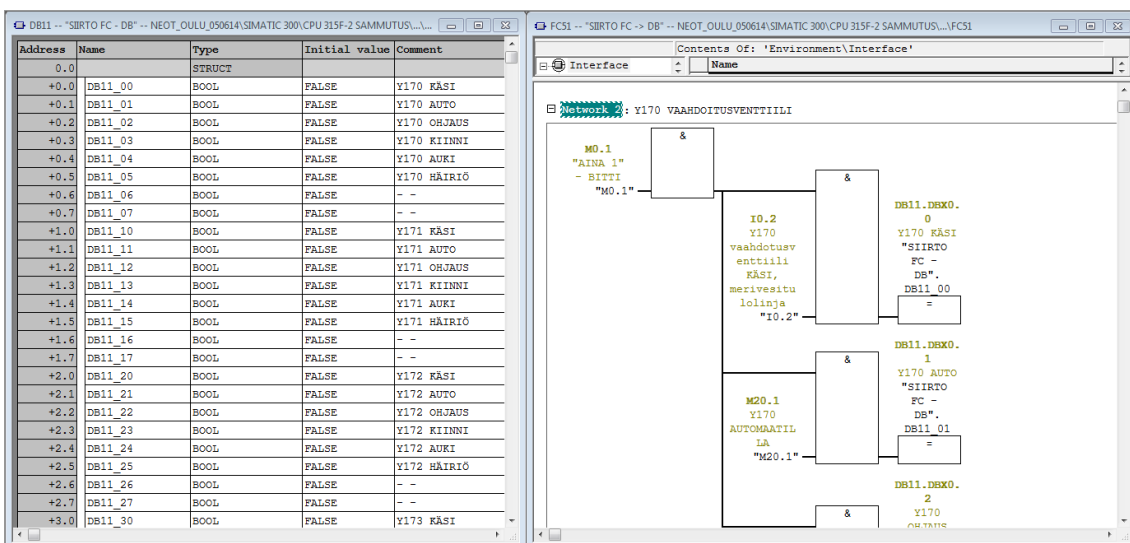 DB11 -- "SIIRTO FC - DB" -- NEOT_OULU_050614\SIMATIC 300\CPU 315F-2 SAMMUTUS\...\...
Address Name Type Initial value Comment
0.0 STRUCT
+0.0 DB11_00 BOOL FALSE Y170 KÄSI
+0.1 DB11_01 BOOL FALSE Y170 AUTO
+0.2 DB11_02 BOOL FALSE Y170 OHJAUS
+0.3 DB11_03 BOOL FALSE Y170 KIINNI
+0.4 DB11_04 BOOL FALSE Y170 AUKI
+0.5 DB11_05 BOOL FALSE Y170 HÄIRIÖ
+0.6 DB11_06 BOOL FALSE - -
+0.7 DB11_07 BOOL FALSE - -
+1.0 DB11_10 BOOL FALSE Y171 KÄSI
+1.1 DB11_11 BOOL FALSE Y171 AUTO
+1.2 DB11_12 BOOL FALSE Y171 OHJAUS
+1.3 DB11_13 BOOL FALSE Y171 KIINNI
+1.4 DB11_14 BOOL FALSE Y171 AUKI
+1.5 DB11_15 BOOL FALSE Y171 HÄIRIÖ
+1.6 DB11_16 BOOL FALSE - -
+1.7 DB11_17 BOOL FALSE - -
+2.0 DB11_20 BOOL FALSE Y172 KÄSI
+2.1 DB11_21 BOOL FALSE Y172 AUTO
+2.2 DB11_22 BOOL FALSE Y172 OHJAUS
+2.3 DB11_23 BOOL FALSE Y172 KIINNI
+2.4 DB11_24 BOOL FALSE Y172 AUKI
+2.5 DB11_25 BOOL FALSE Y172 HÄIRIÖ
+2.6 DB11_26 BOOL FALSE - -
+2.7 DB11_27 BOOL FALSE - -
+3.0 DB11_30 BOOL FALSE Y173 KÄSI
FC51 -- "SIIRTO FC -> DB" -- NEOT_OULU_050614\SIMATIC 300\CPU 315F-2 SAMMUTUS\...\FC51
Contents Of: 'Environment\Interface'
Interface
Name
Network 2: Y170 VAAHDOITUSVENTTIILI
&
M0.1
"AINA 1"
- BITTI
"M0.1"
&
I0.2
Y170
vaahdotusv
enttiili
KÄSI,
merivesitu
lolinja
"I0.2"
DB11.DBX0.
0
Y170 KÄSI
"SIIRTO
FC -
DB".
DB11_00
=
&
M20.1
Y170
AUTOMAATIL
LA
"M20.1"
DB11.DBX0.
1
Y170 AUTO
"SIIRTO
FC -
DB".
DB11_01
=
&
DB11.DBX0.
2
Y170
OHJAUS